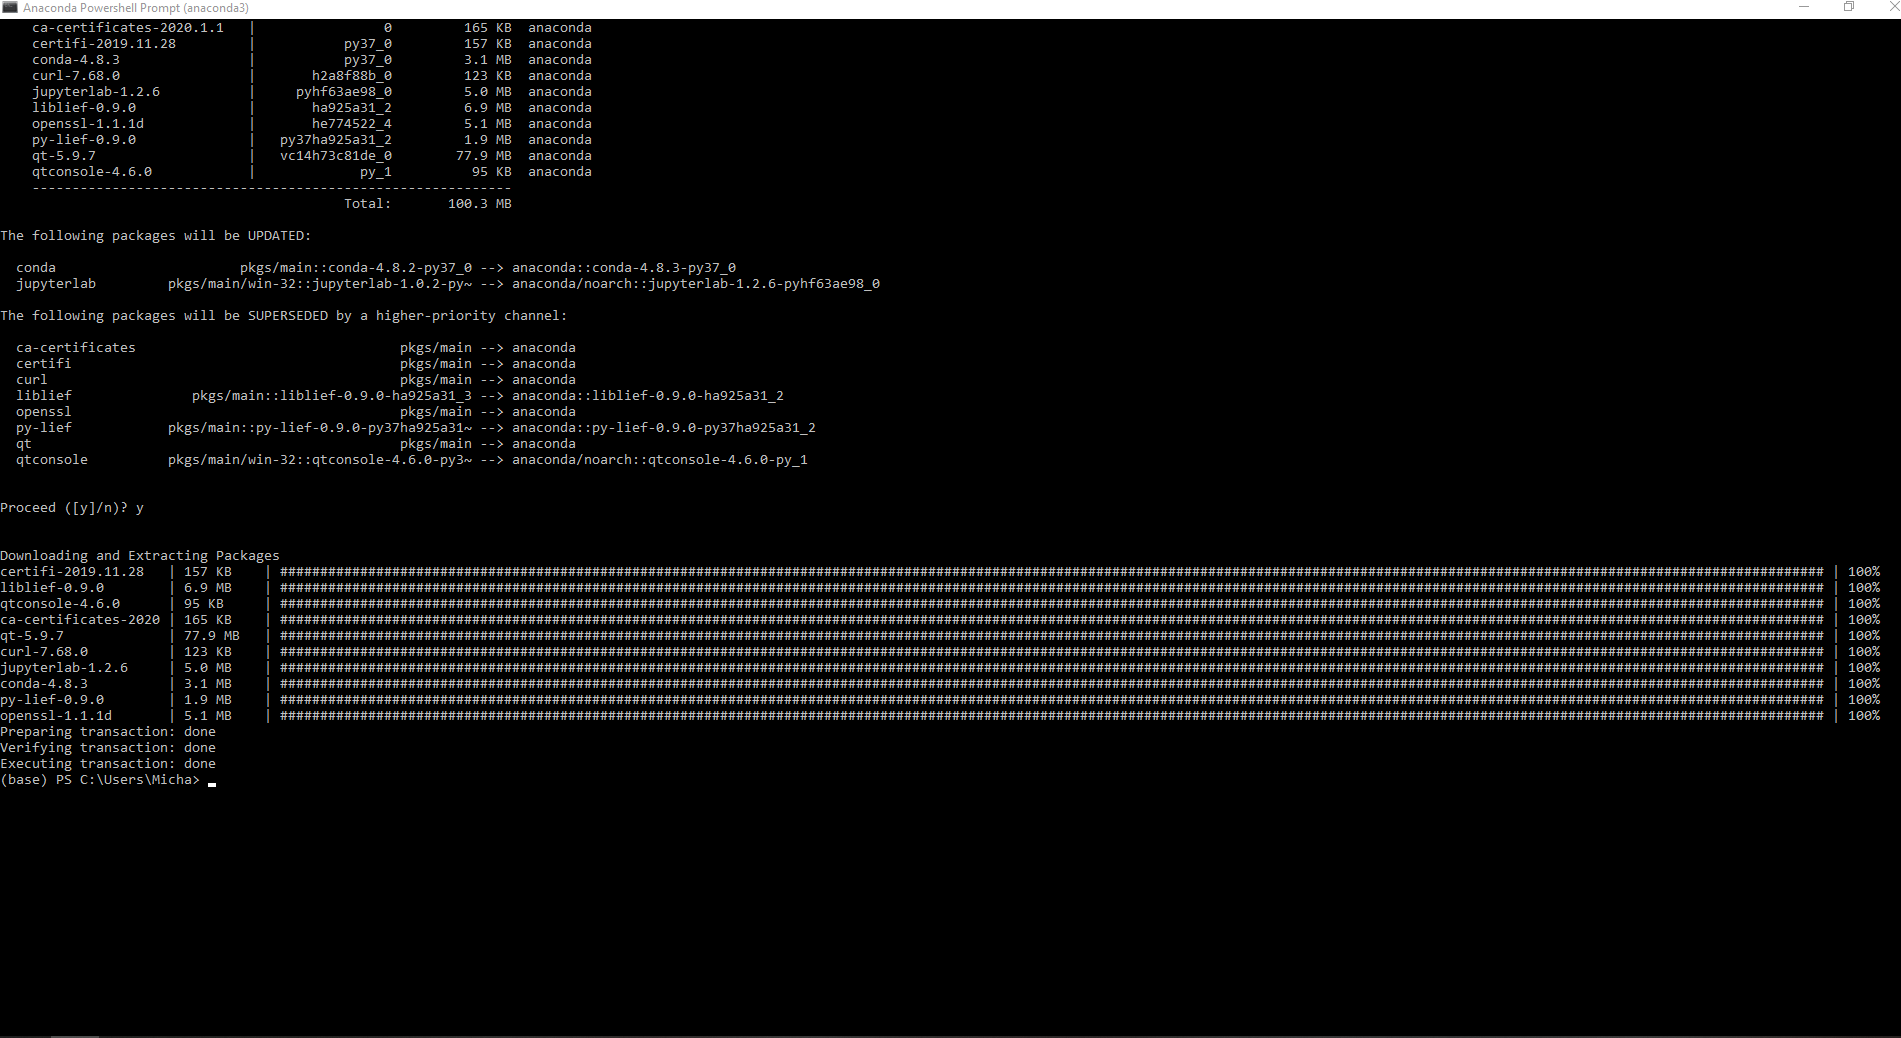 Anaconda Powershell Prompt (anaconda3)
ca-certificates-2020.1.1 | 0 165 KB anaconda
certifi-2019.11.28 | py37_0 157 KB anaconda
conda-4.8.3 | py37_0 3.1 MB anaconda
curl-7.68.0 | h2a8f88b_0 123 KB anaconda
jupyterlab-1.2.6 | pyhf63ae98_0 5.0 MB anaconda
liblief-0.9.0 | ha925a31_2 6.9 MB anaconda
openssl-1.1.1d | he774522_4 5.1 MB anaconda
py-lief-0.9.0 | py37ha925a31_2 1.9 MB anaconda
qt-5.9.7 | vc14h73c81de_0 77.9 MB anaconda
qtconsole-4.6.0 | py_1 95 KB anaconda
------------------------------------------------------------
Total: 100.3 MB
The following packages will be UPDATED:
conda pkgs/main::conda-4.8.2-py37_0 --> anaconda::conda-4.8.3-py37_0
jupyterlab pkgs/main/win-32::jupyterlab-1.0.2-py~ --> anaconda/noarch::jupyterlab-1.2.6-pyhf63ae98_0
The following packages will be SUPERSEDED by a higher-priority channel:
ca-certificates pkgs/main --> anaconda
certifi pkgs/main --> anaconda
curl pkgs/main --> anaconda
liblief pkgs/main::liblief-0.9.0-ha925a31_3 --> anaconda::liblief-0.9.0-ha925a31_2
openssl pkgs/main --> anaconda
py-lief pkgs/main::py-lief-0.9.0-py37ha925a31~ --> anaconda::py-lief-0.9.0-py37ha925a31_2
qt pkgs/main --> anaconda
qtconsole pkgs/main/win-32::qtconsole-4.6.0-py3~ --> anaconda/noarch::qtconsole-4.6.0-py_1
Proceed ([y]/n)? y
Downloading and Extracting Packages
certifi-2019.11.28 | 157 KB | ################################################################################ | 100%
liblief-0.9.0 | 6.9 MB | ################################################################################ | 100%
qtconsole-4.6.0 | 95 KB | ################################################################################ | 100%
ca-certificates-2020 | 165 KB | ################################################################################ | 100%
qt-5.9.7 | 77.9 MB | ################################################################################ | 100%
curl-7.68.0 | 123 KB | ################################################################################ | 100%
jupyterlab-1.2.6 | 5.0 MB | ################################################################################ | 100%
conda-4.8.3 | 3.1 MB | ################################################################################ | 100%
py-lief-0.9.0 | 1.9 MB | ################################################################################ | 100%
openssl-1.1.1d | 5.1 MB | ################################################################################ | 100%
Preparing transaction: done
Verifying transaction: done
Executing transaction: done
(base) PS C:\Users\Micha> _